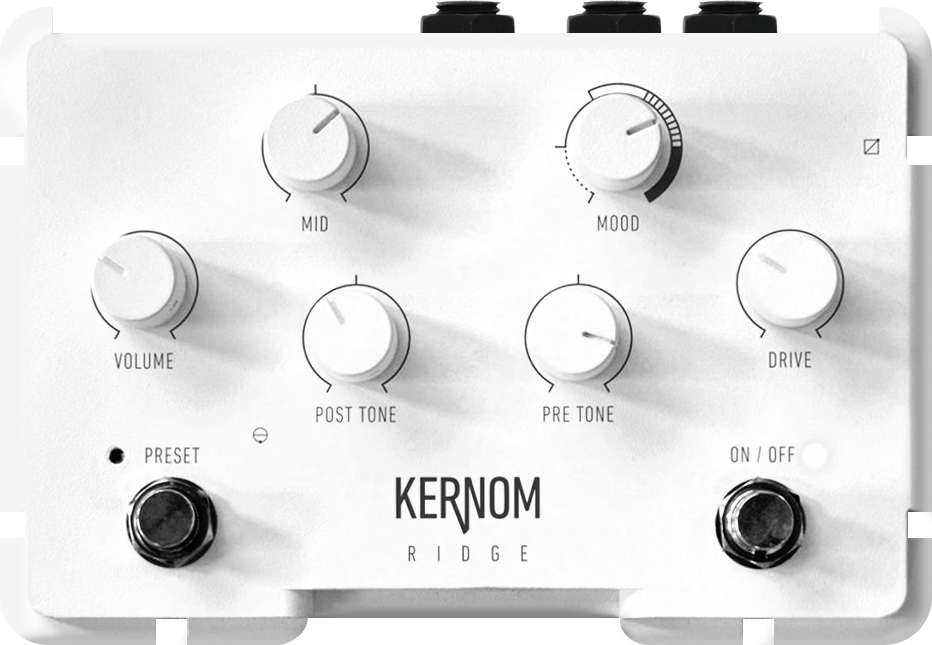 MID
MOOD
VOLUME
DRIVE
POST TONE
PRE TONE
PRESET
ON / OFF
KERNOM
RIDGE